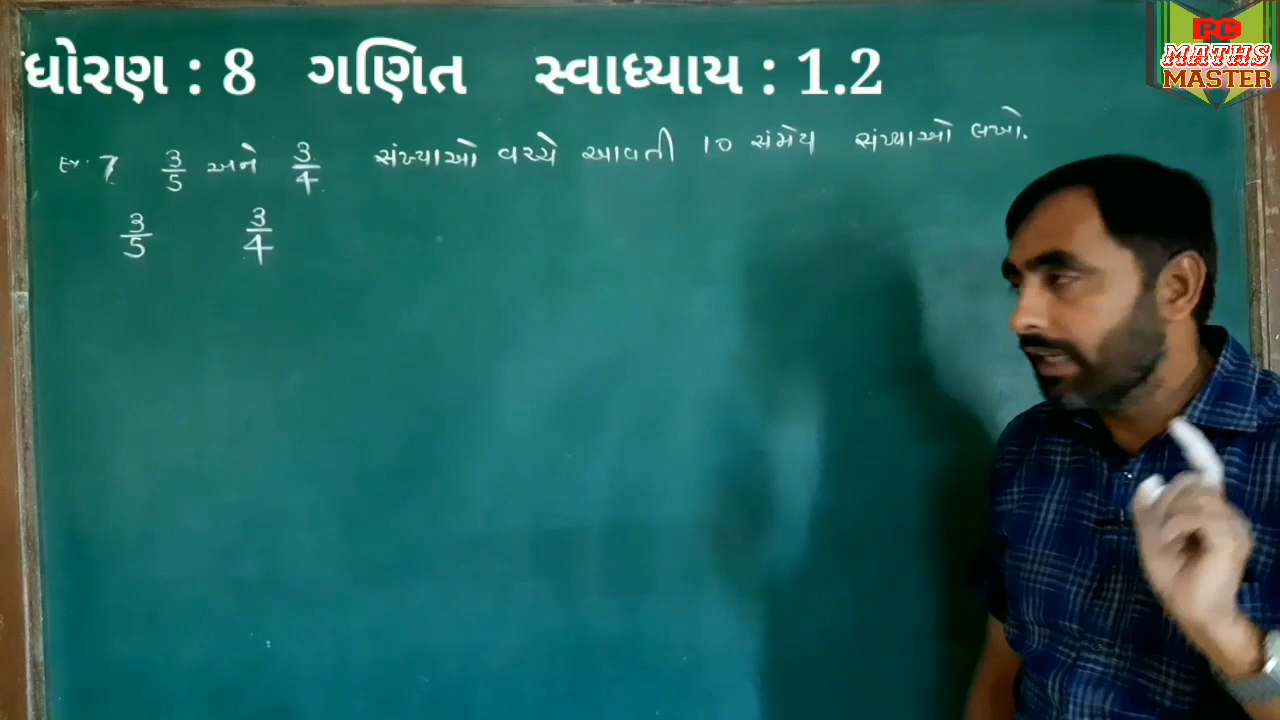 ધોરણ : 8 ગણિત સ્વાધ્યાય : 1.2
PC
MATHS
MASTER
પ્ર. 7 3/5 અને 3/4 સંખ્યાઓ વચ્ચે આવતી 10 સંમેય સંખ્યાઓ લખો.
3/5 3/4